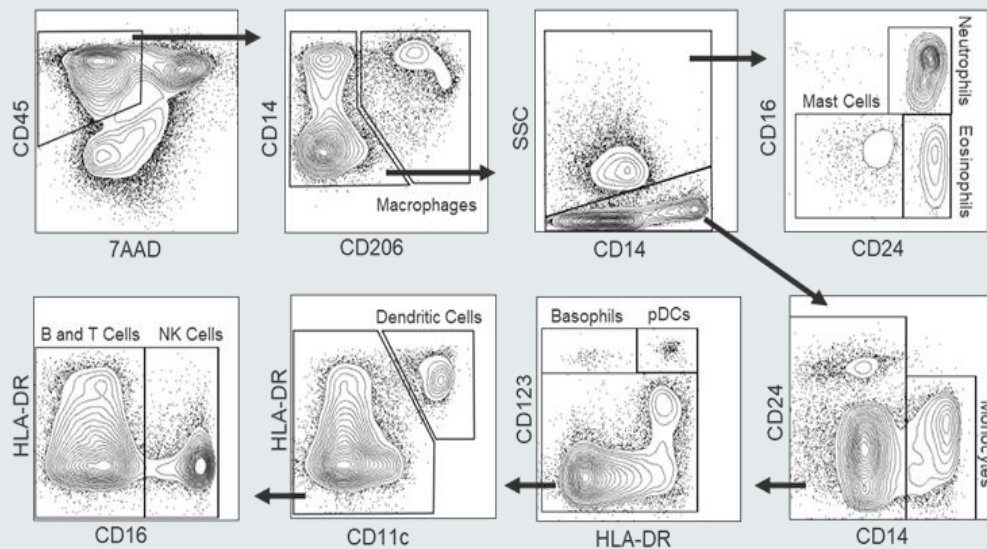 CD45
7AAD
CD14
CD206
Macrophages
SSC
CD14
CD16
CD24
Mast Cells
Neutrophils
Eosinophils
HLA-DR
CD16
B and T Cells
NK Cells
HLA-DR
CD11c
Dendritic Cells
CD123
HLA-DR
Basophils
pDCs
CD24
CD14
Monocytes